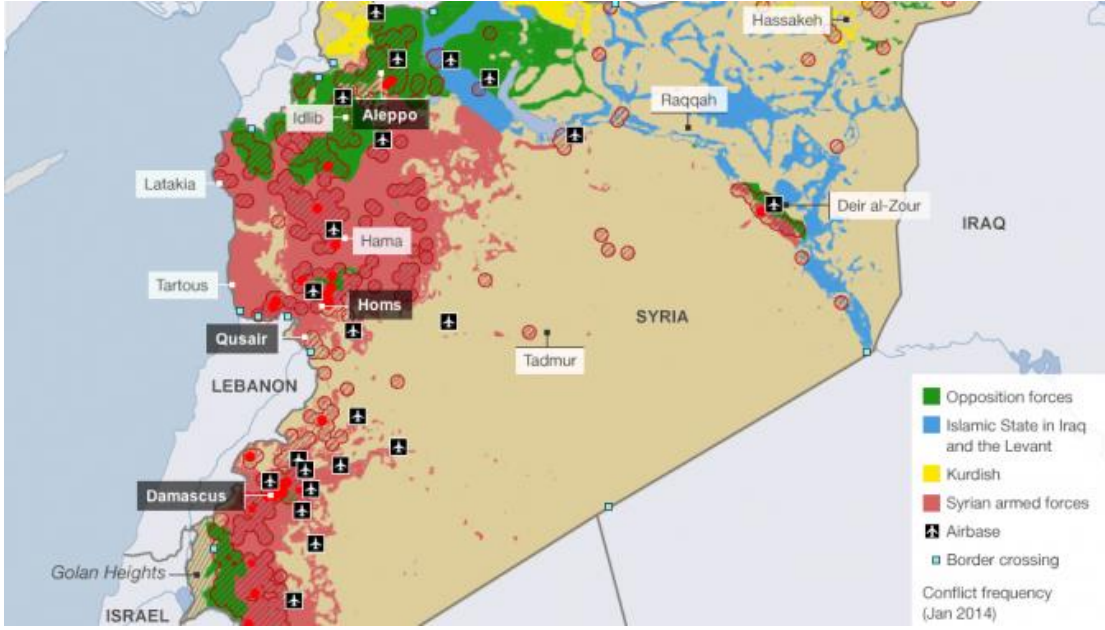 Hassakeh
Raqqah
Idlib
Aleppo
Latakia
Deir al-Zour
IRAQ
Hama
Tartous
Homs
SYRIA
Qusair
Tadmur
LEBANON
Opposition forces
Islamic State in Iraq
and the Levant
Kurdish
Syrian armed forces
Damascus
Airbase
Border crossing
Golan Heights
Conflict frequency
(Jan 2014)
ISRAEL